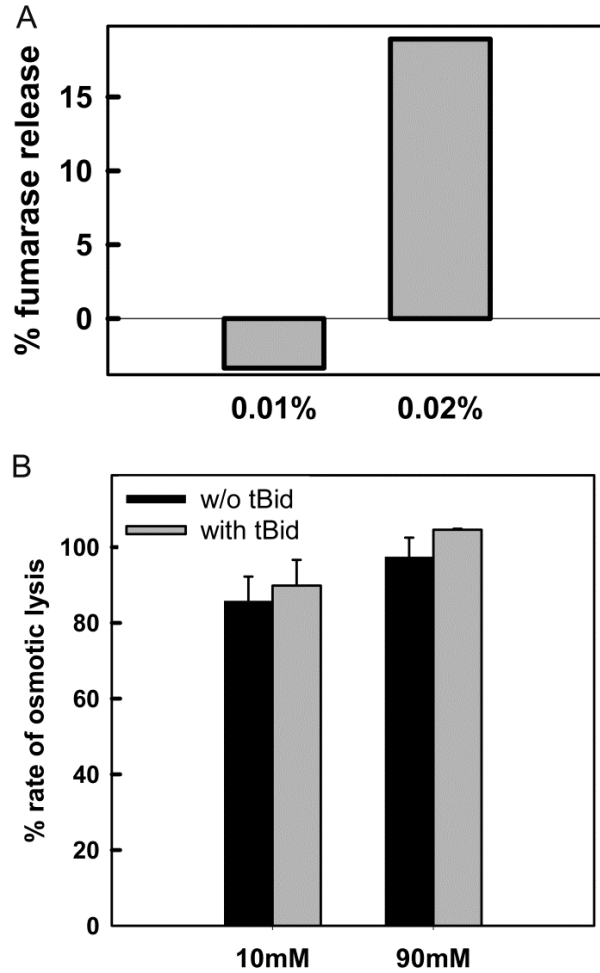 A
% fumarase release
15
10
5
0
0.01% 0.02%
B
w/o tBid
with tBid
% rate of osmotic lysis
100
80
60
40
20
0
10mM 90mM